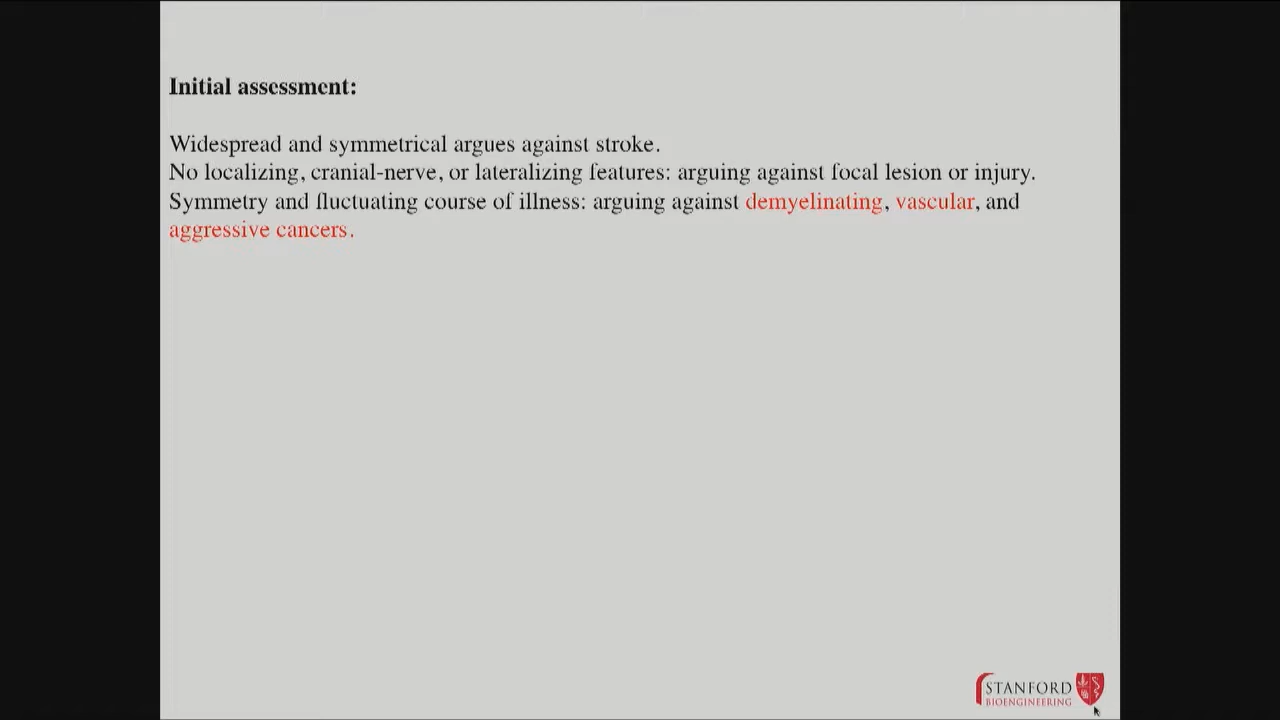 Initial assessment:
Widespread and symmetrical argues against stroke.
No localizing, cranial-nerve, or lateralizing features: arguing against focal lesion or injury.
Symmetry and fluctuating course of illness: arguing against demyelinating, vascular, and
aggressive cancers.
STANFORD
BIOENGINEERING